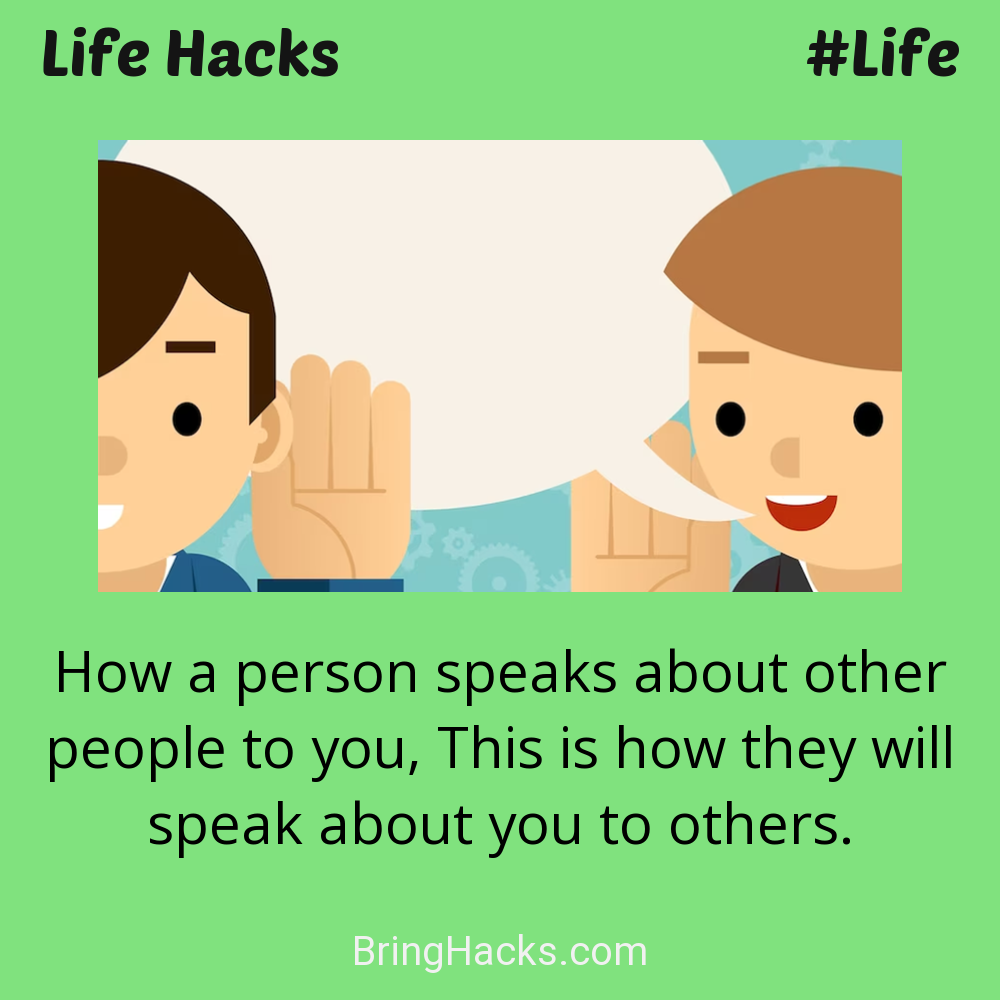 Life Hacks
#Life
How a person speaks about other
people to you, This is how they will
speak about you to others.
BringHacks.com